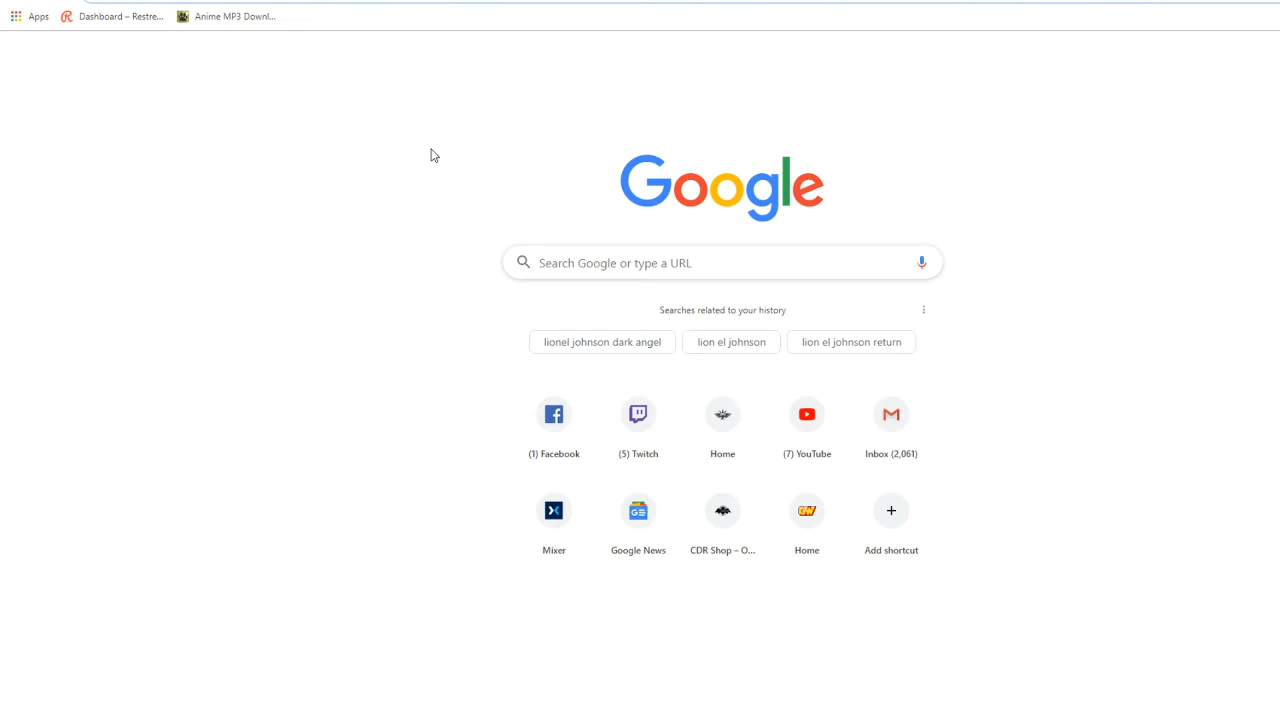 Apps Dashboard – Restre... Anime MP3 Downl...
Google
Search Google or type a URL
Searches related to your history
lionel johnson dark angel lion el johnson lion el johnson return
(1) Facebook (5) Twitch Home (7) YouTube Inbox (2,061)
GW
Mixer Google News CDR Shop – O... Home Add shortcut